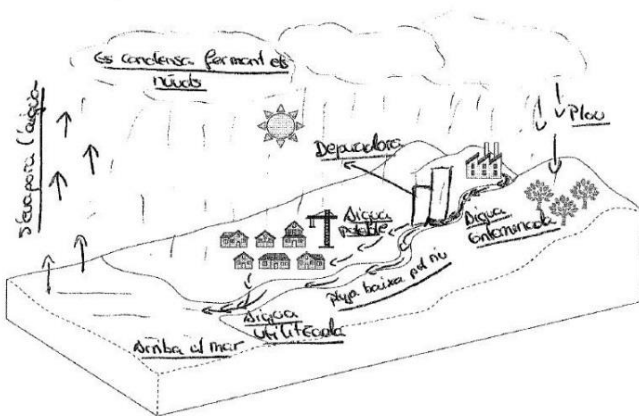 Es condensa formant els
núvols
S'evapora l'aigua
Plou
Depuradora
Aigua
potable
Aigua
Contaminada
baixa pel riu
Aigua
utilitzada
Arriba al mar